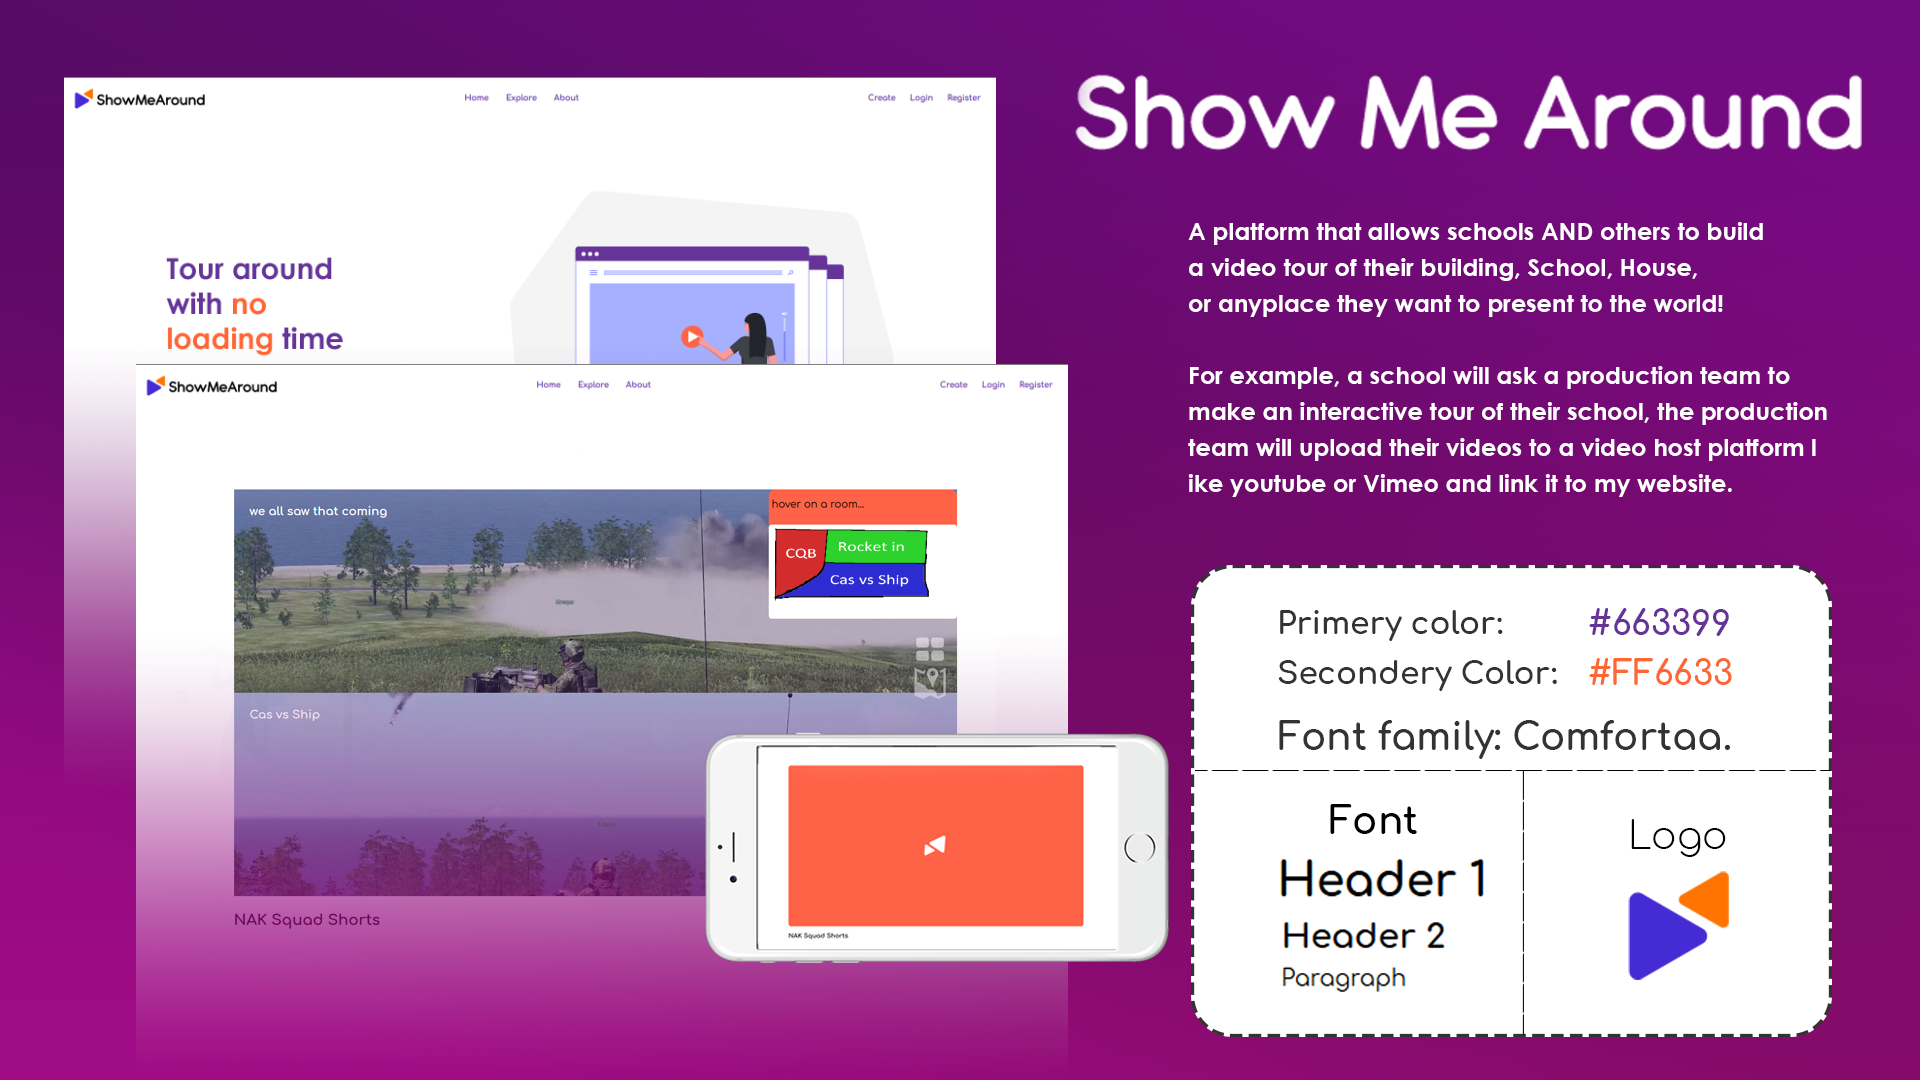 Show Me Around
A platform that allows schools AND others to build
a video tour of their building, School, House,
or anyplace they want to present to the world!
For example, a school will ask a production team to
make an interactive tour of their school, the production
team will upload their videos to a video host platform l
ike youtube or Vimeo and link it to my website.
ShowMeAround
Home Explore About
Create Login Register
Tour around
with no
loading time
ShowMeAround
Home Explore About
Create Login Register
we all saw that coming
hover on a room...
CQB
Rocket in
Cas vs Ship
Cas vs Ship
NAK Squad Shorts
NAK Squad Shorts
Primery color: #663399
Secondery Color: #FF6633
Font family: Comfortaa.
Font
Header 1
Header 2
Paragraph
Logo